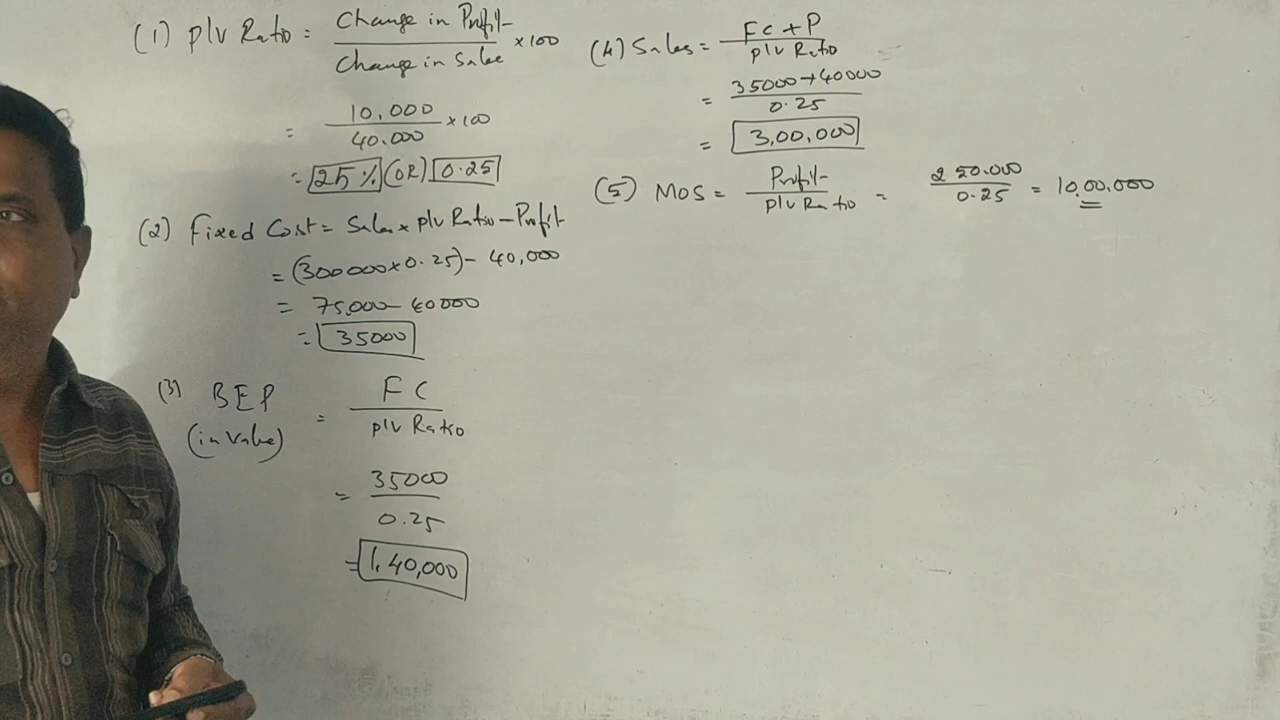 (1) P/V Ratio = Change in Profit
Change in Sales × 100
= 10,000
40,000 × 100
= 25% (OR) 0.25
(2) Fixed Cost = Sales × P/V Ratio - Profit
= (300000 × 0.25) - 40,000
= 75,000 - 40000
= 35000
(3) BEP = FC
(in Value) P/V Ratio
= 35000
0.25
= 1,40,000
(4) Sales = FC + P
P/V Ratio
= 35000 + 40000
0.25
= 3,00,000
(5) MOS = Profit
P/V Ratio
= 250.000
0.25
= 10,00,000